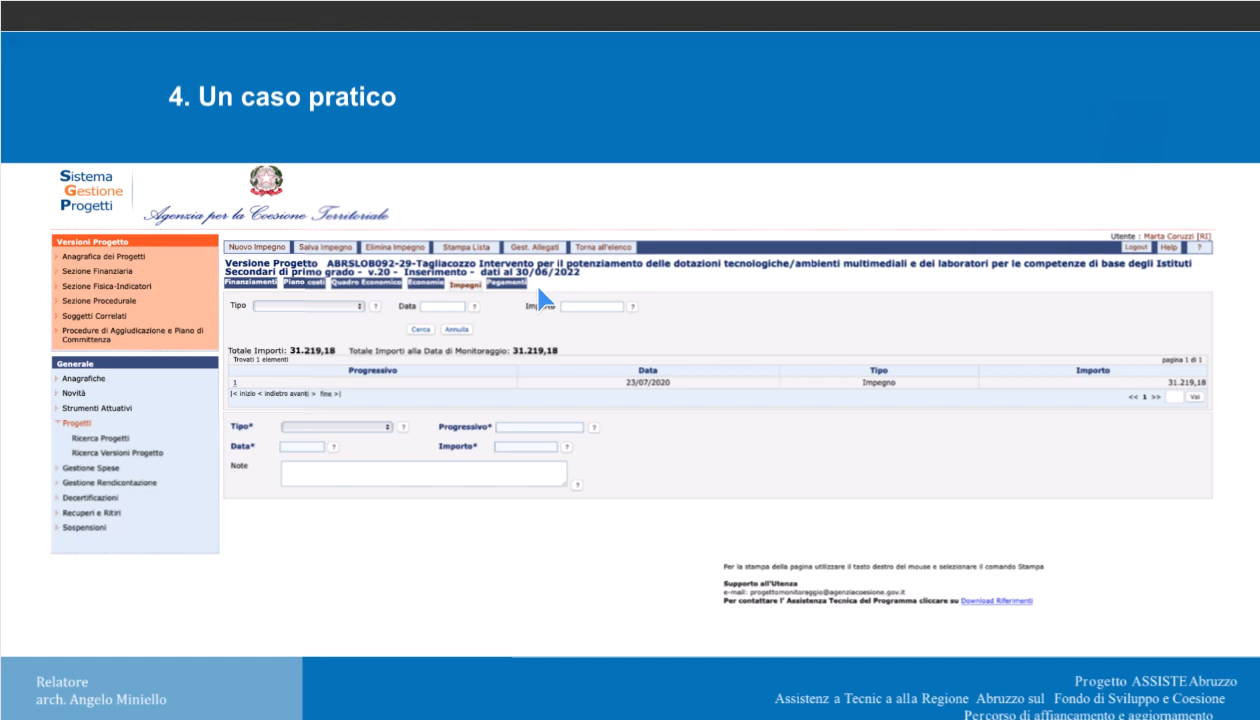 4. Un caso pratico
Sistema
Gestione
Progetti
Agenzia per la Coesione Territoriale
Utente : Marta Coruzzi [RI]
Versioni Progetto
Anagrafica dei Progetti
Sezione Finanziaria
Sezione Fisica-Indicatori
Sezione Procedurale
Soggetti Correlati
Procedure di Aggiudicazione e Piano di
Committenza
Generale
Anagrafiche
Novità
Strumenti Attuativi
Progetti
Ricerca Progetti
Ricerca Versioni Progetto
Gestione Spese
Gestione Rendicontazione
Decertificazioni
Recuperi e Ritiri
Sospensioni
Nuovo Impegno Salva Impegno Elimina Impegno Stampa Lista Gest. Allegati Torna all'elenco Logout Help ?
Versione Progetto ABRSLOB092-29-Tagliacozzo Intervento per il potenziamento delle dotazioni tecnologiche/ambienti multimediali e dei laboratori per le competenze di base degli Istituti
Secondari di primo grado - v.20 - Inserimento - dati al 30/06/2022
Finanziamenti Piano costi Quadro Economico Economie Impegni Pagamenti
Tipo ? Data ? ?
Cerca Annulla
Totale Importi: 31.219,18 Totale Importi alla Data di Monitoraggio: 31.219,18
Trovati 1 elementi pagina 1 di 1
Progressivo Data Tipo Importo
1 23/07/2020 Impegno 31.219,18
|< inizio < indietro avanti > fine >| << 1 >> Vai
Tipo* ? Progressivo* ?
Data* ? Importo* ?
Note ?
Per la stampa della pagina utilizzare il tasto destro del mouse e selezionare il comando Stampa
Supporto all'Utenza
e-mail: progettomonitoraggio@agenziacoesione.gov.it
Per contattare l' Assistenza Tecnica del Programma cliccare su Download Riferimenti
Relatore
arch. Angelo Miniello
Progetto ASSISTE Abruzzo
Assistenz a Tecnic a alla Regione Abruzzo sul Fondo di Sviluppo e Coesione
Percorso di affiancamento e aggiornamento